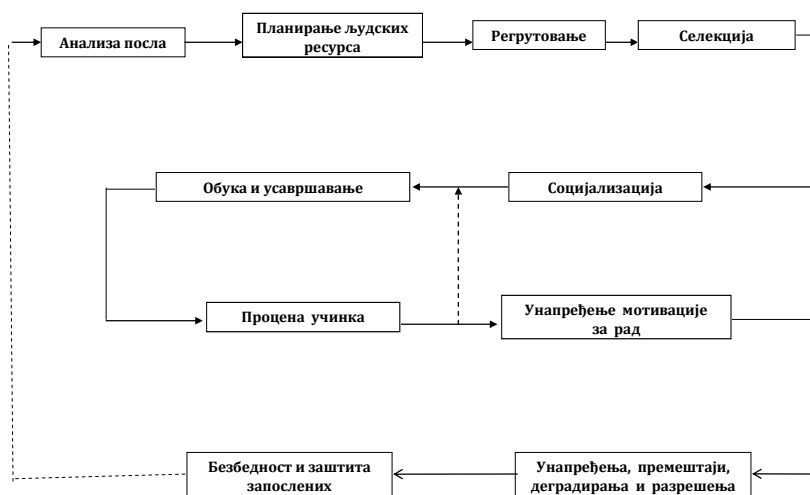 Анализа посла
Планирање људских
ресурса
Регрутовање
Селекција
Обука и усавршавање
Социјализација
Процена учинка
Унапређење мотивације
за рад
Безбедност и заштита
запослених
Унапређења, премештаји,
деградирања и разрешења